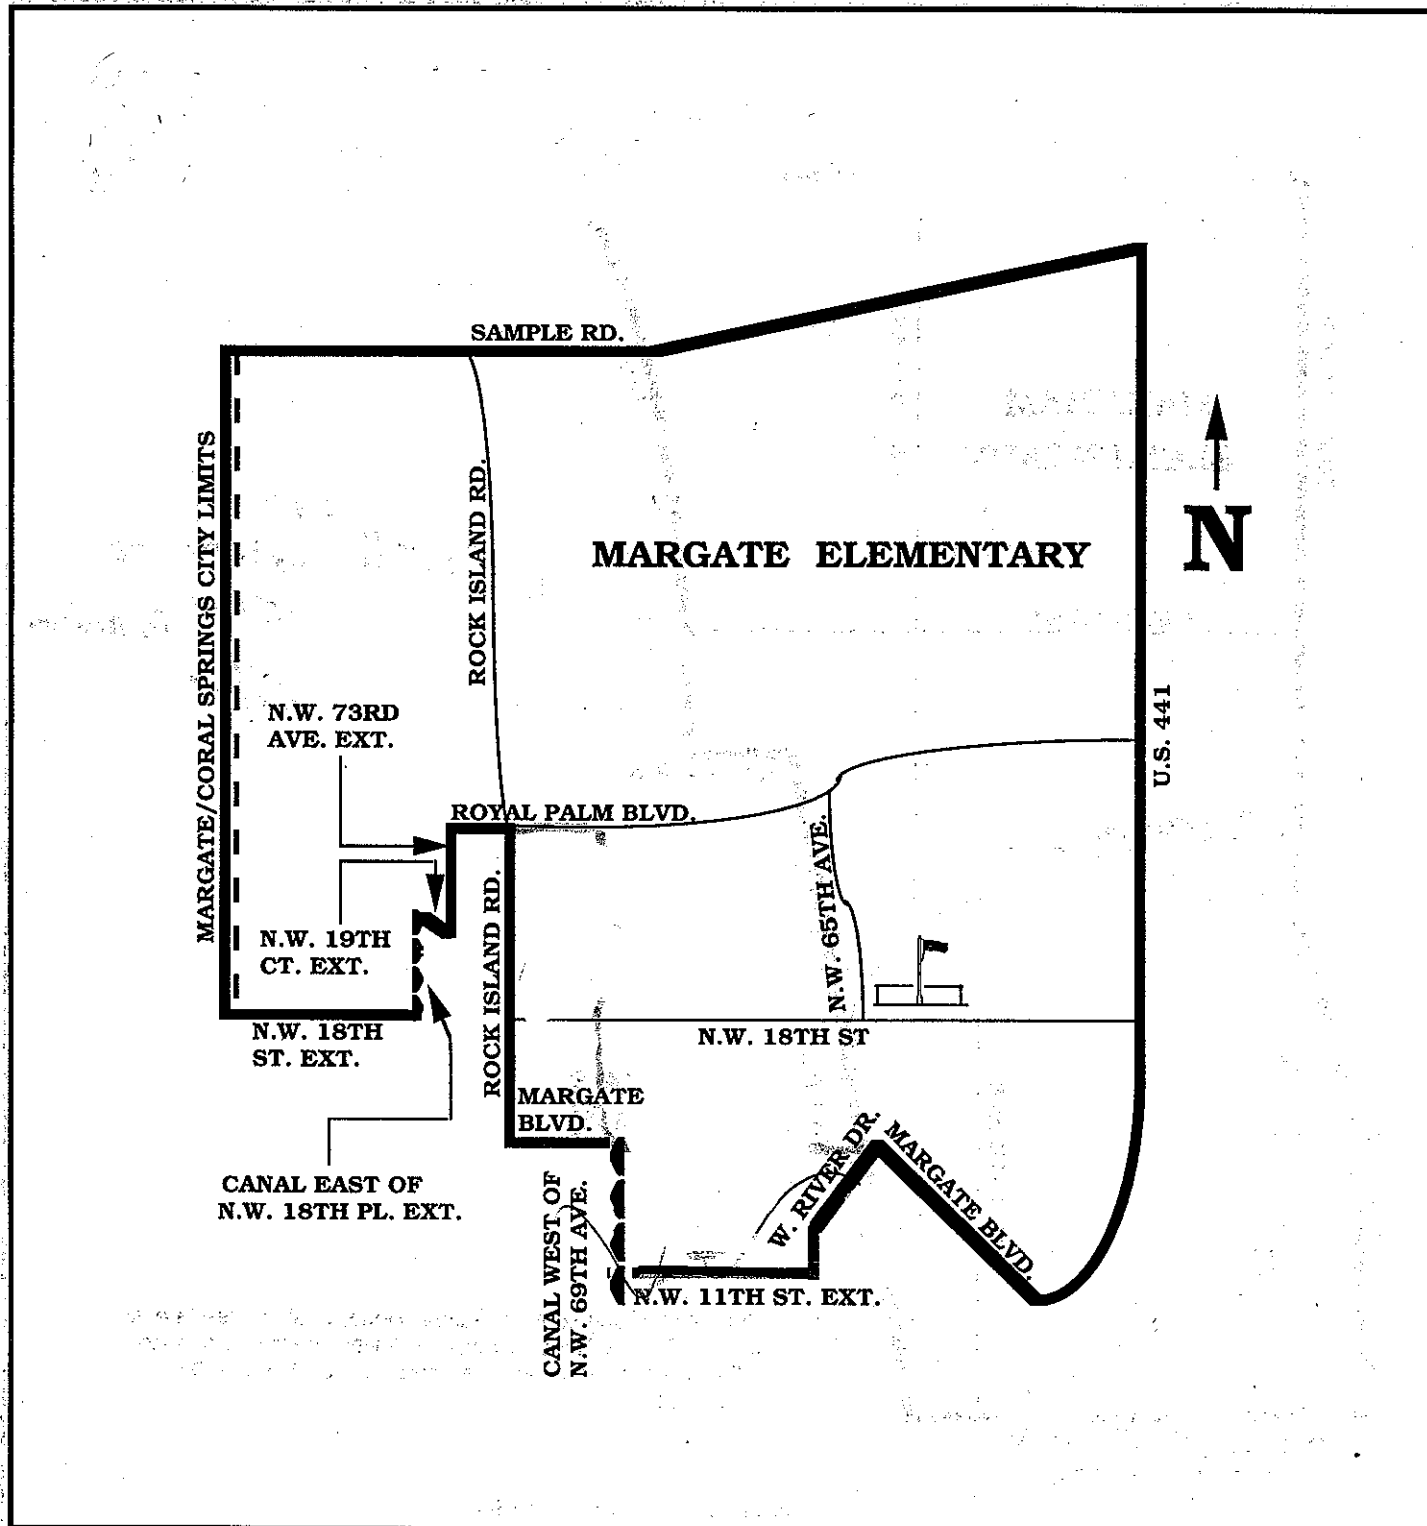 SAMPLE RD.
MARGATE/CORAL SPRINGS CITY LIMITS
ROCK ISLAND RD.
MARGATE ELEMENTARY
N
U.S. 441
N.W. 73RD
AVE. EXT.
ROYAL PALM BLVD.
N.W. 65TH AVE.
N.W. 19TH
CT. EXT.
ROCK ISLAND RD.
N.W. 18TH
ST. EXT.
N.W. 18TH ST
MARGATE
BLVD.
W. RIVER DR.
MARGATE BLVD.
CANAL EAST OF
N.W. 18TH PL. EXT.
CANAL WEST OF
N.W. 69TH AVE.
N.W. 11TH ST. EXT.